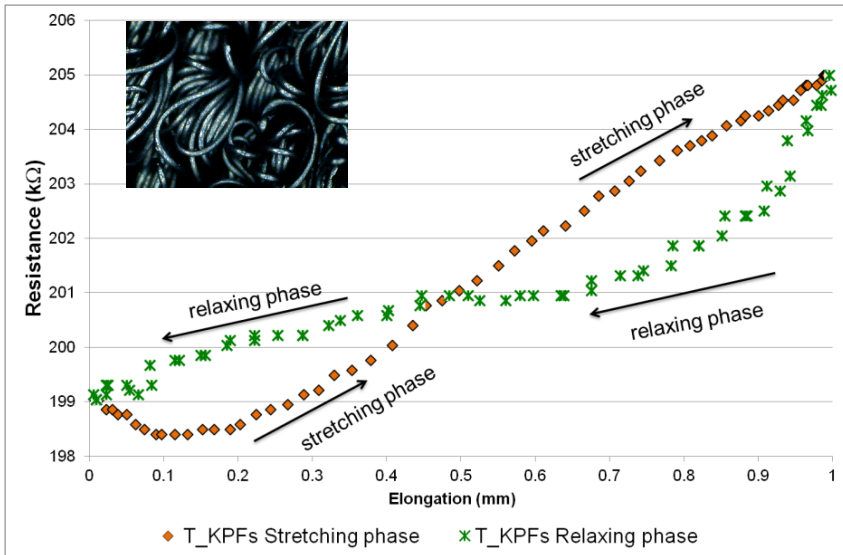 206
205
204
203
202
201
200
199
198
Resistance (kΩ)
stretching phase
relaxing phase
relaxing phase
stretching phase
0
0.1
0.2
0.3
0.4
0.5
0.6
0.7
0.8
0.9
1
Elongation (mm)
T_KPFs Stretching phase
T_KPFs Relaxing phase